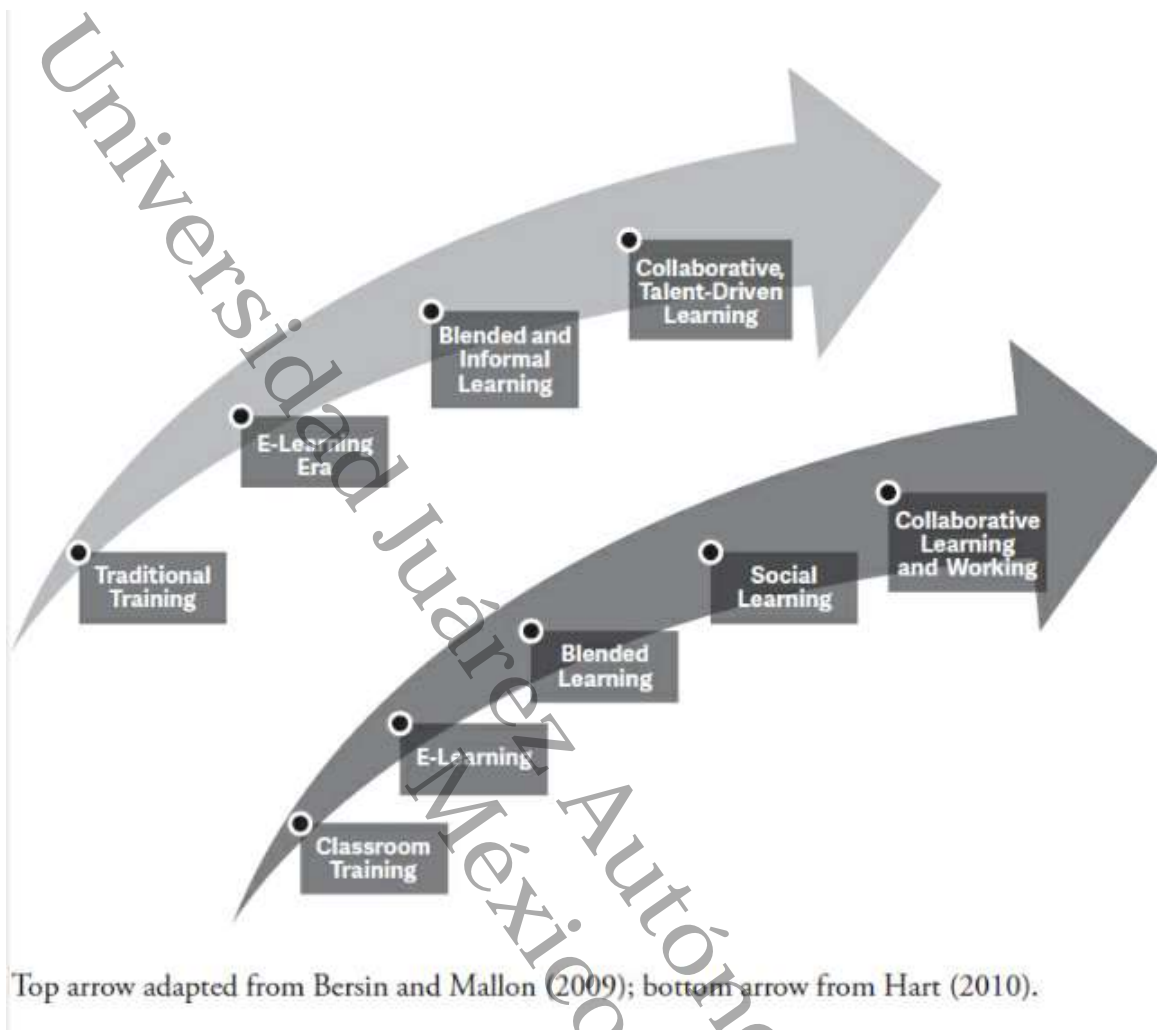 Universidad Juárez Autóno
México
Collaborative,
Talent-Driven
Learning
Blended and
Informal
Learning
E-Learning
Era
Traditional
Training
Collaborative
Learning
and Working
Social
Learning
Blended
Learning
E-Learning
Classroom
Training
Top arrow adapted from Bersin and Mallon (2009); bottom arrow from Hart (2010).